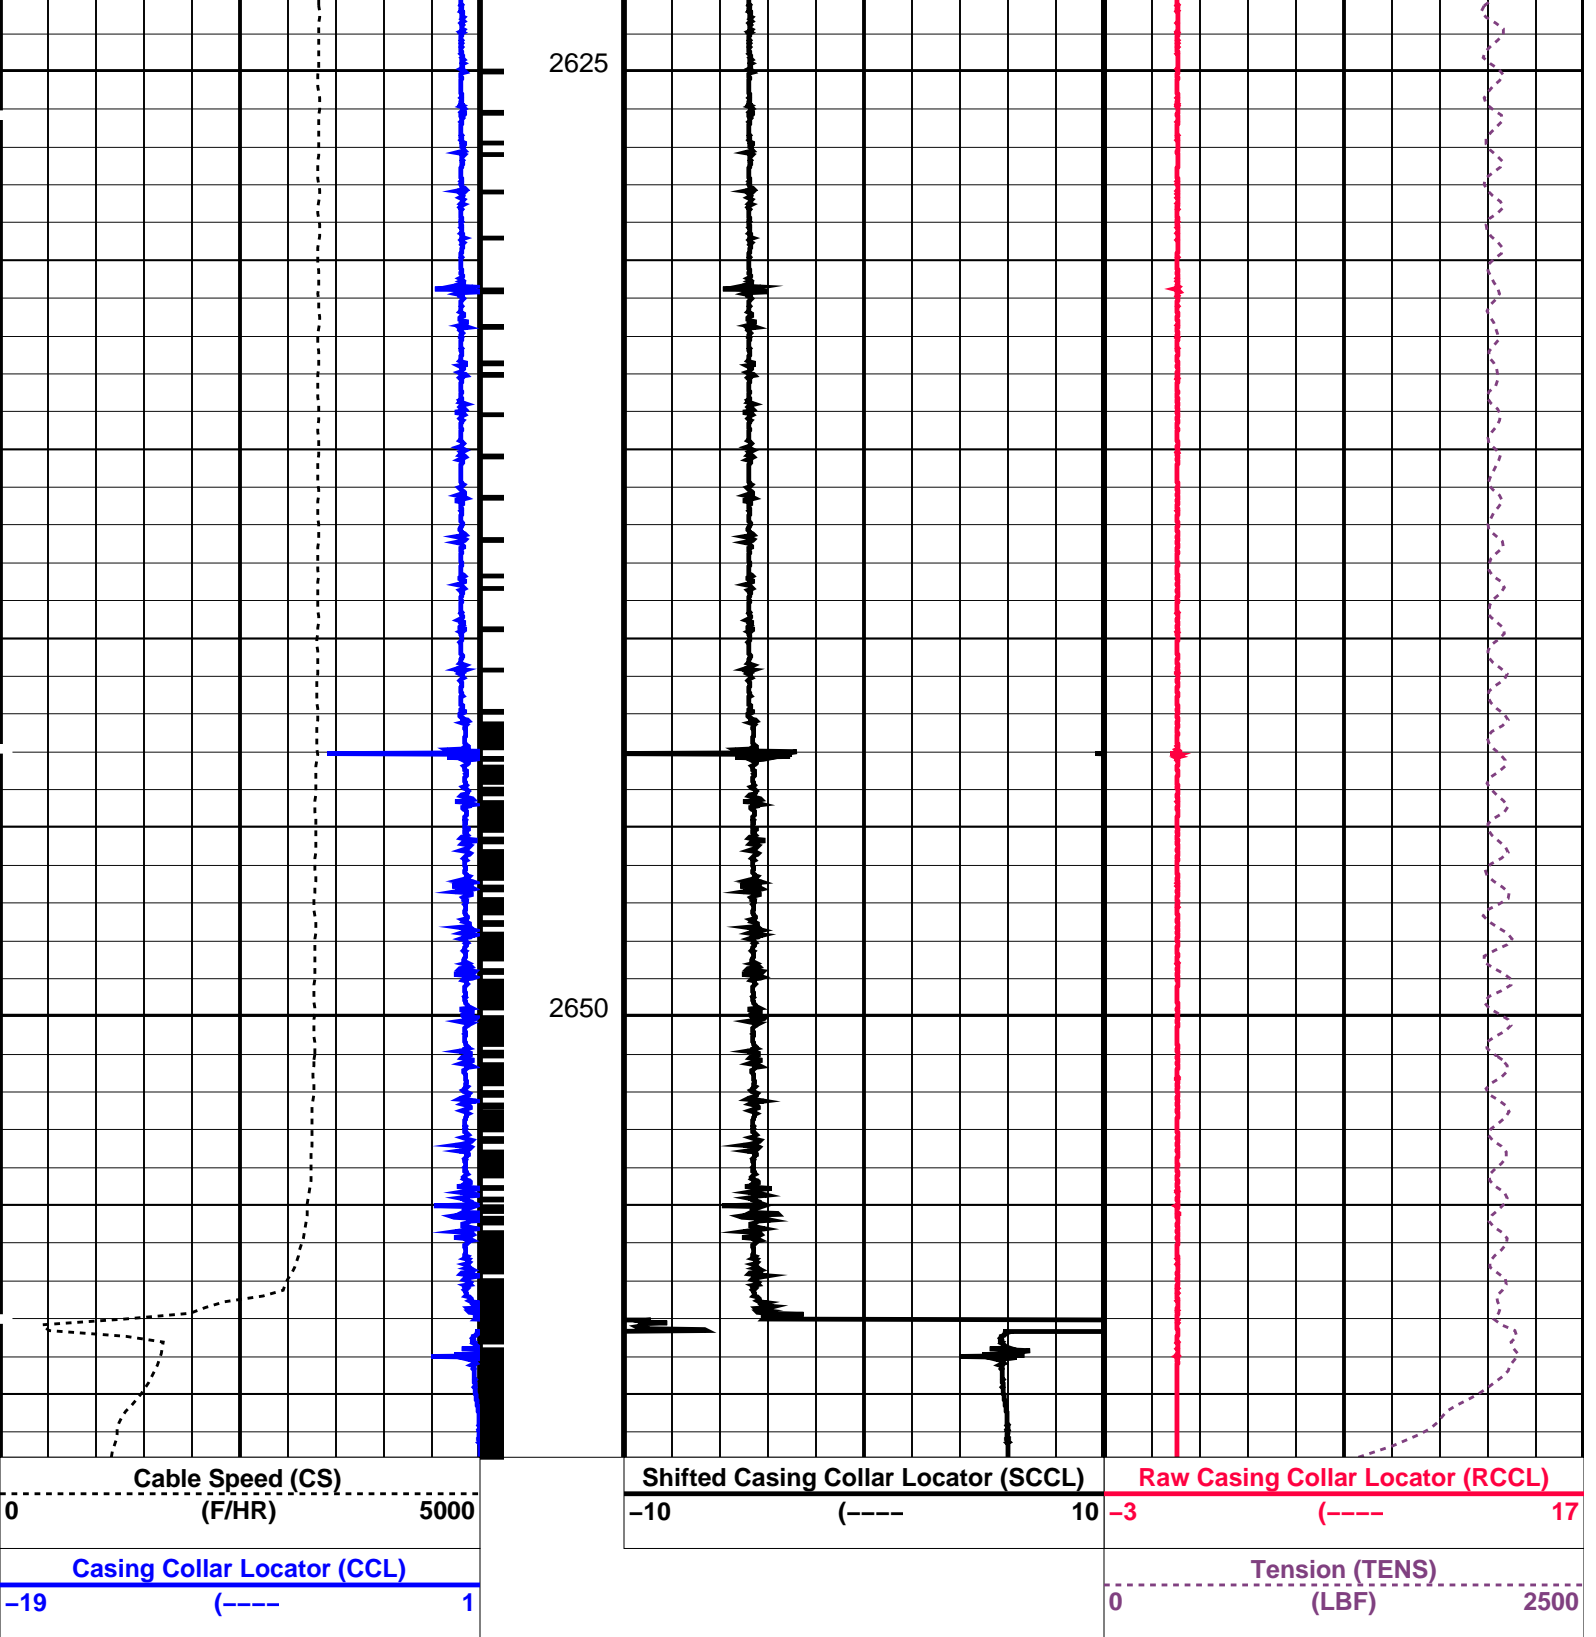 2625
2650
Cable Speed (CS)
0 (F/HR) 5000
Casing Collar Locator (CCL)
−19 (−−−− 1
Shifted Casing Collar Locator (SCCL)
−10 (−−−− 10
Raw Casing Collar Locator (RCCL)
−3 (−−−− 17
Tension (TENS)
0 (LBF) 2500